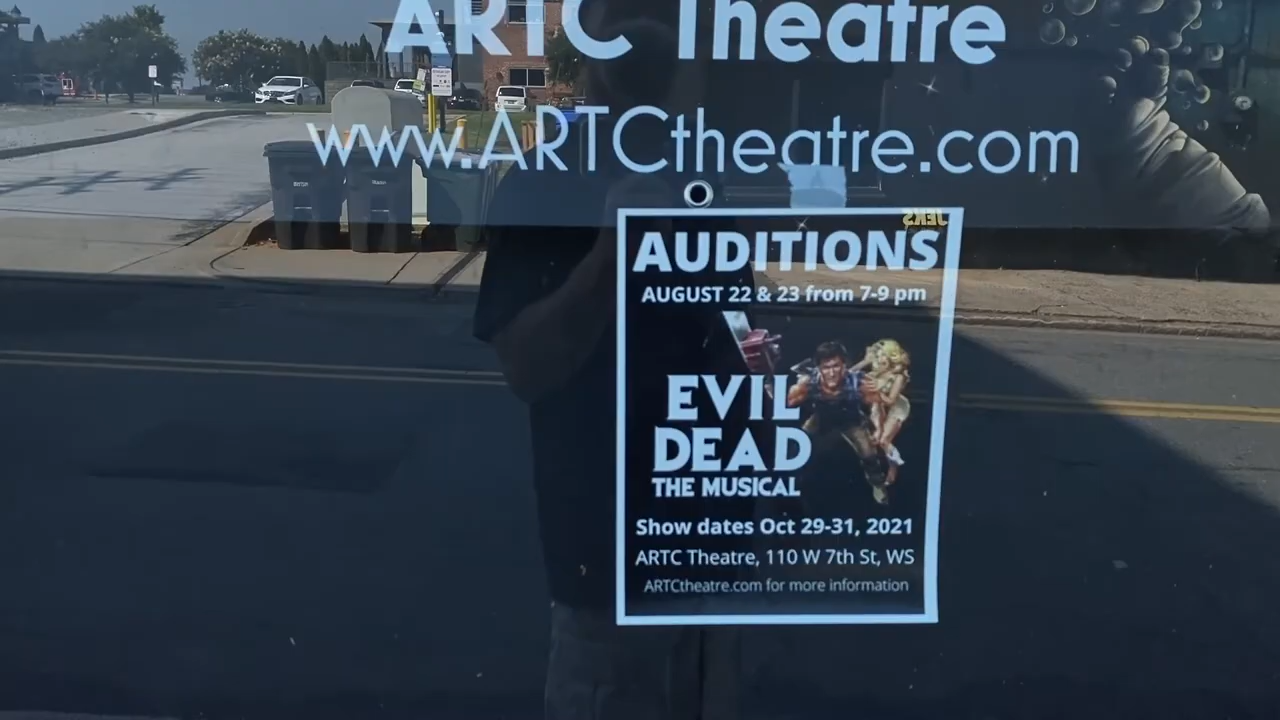 ARTC Theatre
www.ARTCtheatre.com
AUDITIONS
AUGUST 22 & 23 from 7-9 pm
EVIL
DEAD
THE MUSICAL
Show dates Oct 29-31, 2021
ARTC Theatre, 110 W 7th St, WS
ARTCtheatre.com for more information